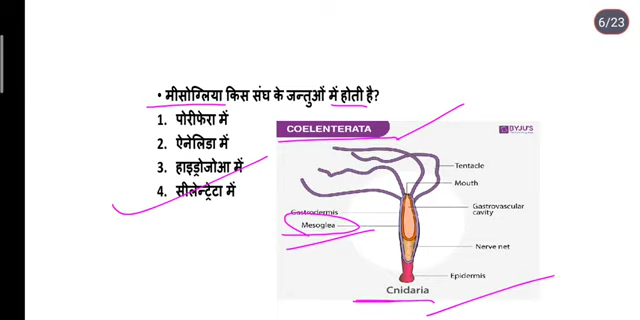 6/23
• मीसोग्लिया किस संघ के जन्तुओं में होती है?
1. पोरीफेरा में
2. ऐनेलिडा में
3. हाइड्रोजोआ में
4. सीलेन्ट्रेटा में
COELENTERATA
BYJU'S
Tentacle
Mouth
Gastrovascular
cavity
Gastrodermis
Mesoglea
Nerve net
Epidermis
Cnidaria